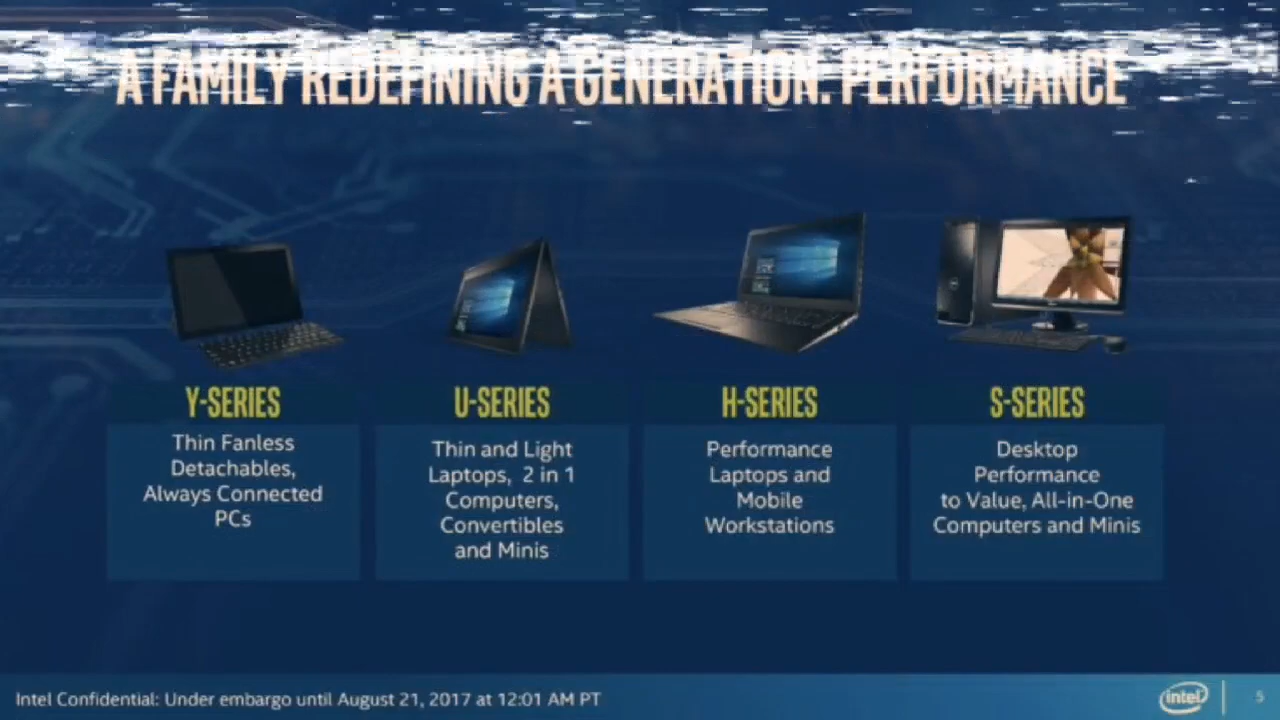 A FAMILY REDEFINING A GENERATION: PERFORMANCE
Y-SERIES
Thin Fanless
Detachables,
Always Connected
PCs
U-SERIES
Thin and Light
Laptops, 2 in 1
Computers,
Convertibles
and Minis
H-SERIES
Performance
Laptops and
Mobile
Workstations
S-SERIES
Desktop
Performance
to Value, All-in-One
Computers and Minis
Intel Confidential: Under embargo until August 21, 2017 at 12:01 AM PT
intel
5